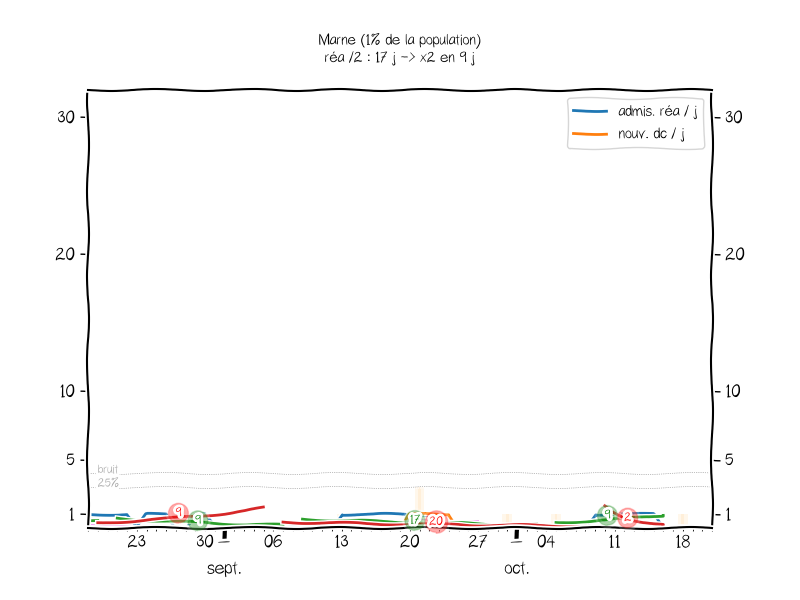 Marne (1% de la population)
réa /2 : 17 j -> x2 en 9 j
admis. réa / j
nouv. dc / j
30 30
20 20
10 10
5 5
bruit
25%
1 1
9 9 17 20 9 2
23 30 06 13 20 27 04 11 18
sept. oct.